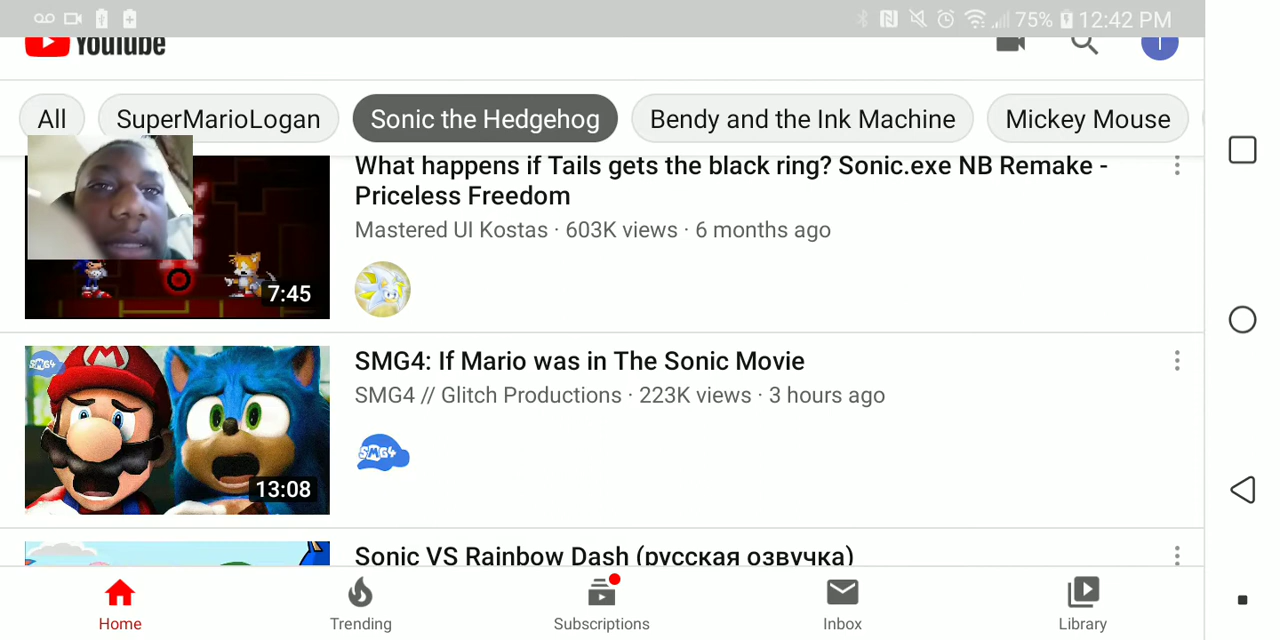 75% 12:42 PM
YouTube
T
All
SuperMarioLogan
Sonic the Hedgehog
Bendy and the Ink Machine
Mickey Mouse
What happens if Tails gets the black ring? Sonic.exe NB Remake -
Priceless Freedom
Mastered UI Kostas · 603K views · 6 months ago
7:45
SMG4: If Mario was in The Sonic Movie
SMG4 // Glitch Productions · 223K views · 3 hours ago
SMG4
M
SMG4
13:08
Sonic VS Rainbow Dash (русская озвучка)
Home
Trending
Subscriptions
Inbox
Library